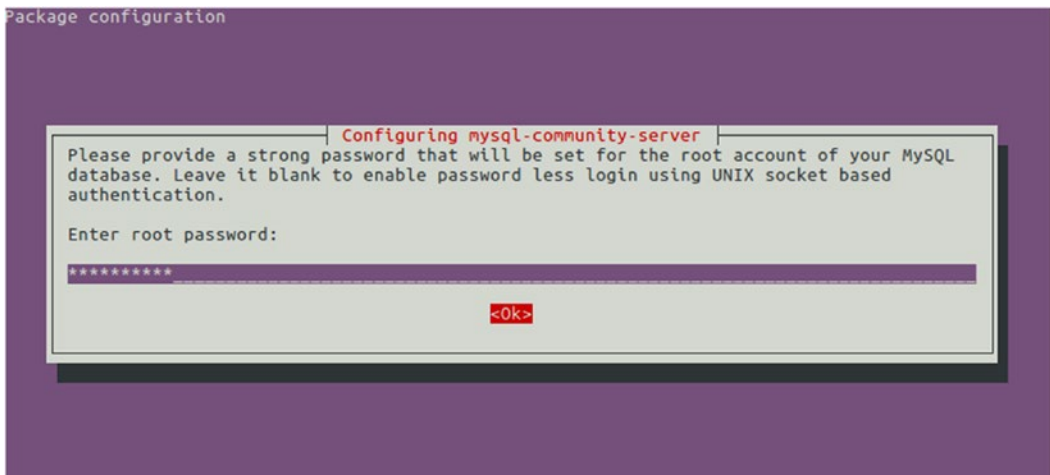 Package configuration
Configuring mysql-community-server
Please provide a strong password that will be set for the root account of your MySQL
database. Leave it blank to enable password less login using UNIX socket based
authentication.
Enter root password:
**********
<Ok>